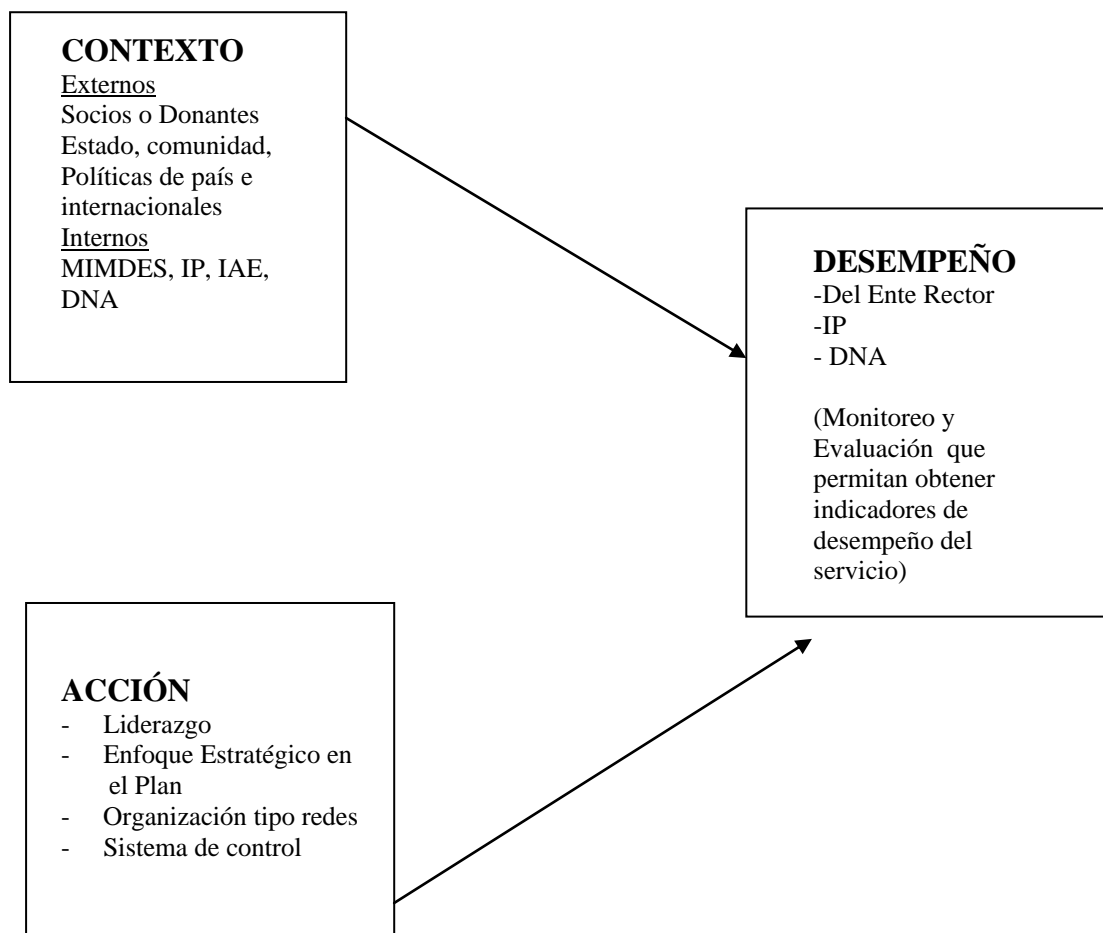 CONTEXTO
Externos
Socios o Donantes
Estado, comunidad,
Políticas de país e
internacionales
Internos
MIMDES, IP, IAE,
DNA
DESEMPEÑO
-Del Ente Rector
-IP
- DNA
(Monitoreo y
Evaluación que
permitan obtener
indicadores de
desempeño del
servicio)
ACCIÓN
- Liderazgo
- Enfoque Estratégico en
el Plan
- Organización tipo redes
- Sistema de control